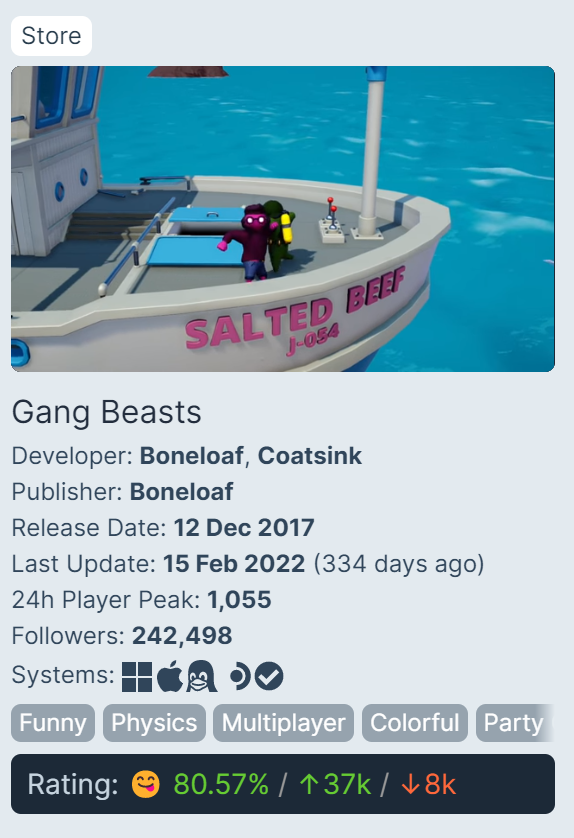 Store
SALTED BEEF
J-054
Gang Beasts
Developer: Boneloaf, Coatsink
Publisher: Boneloaf
Release Date: 12 Dec 2017
Last Update: 15 Feb 2022 (334 days ago)
24h Player Peak: 1,055
Followers: 242,498
Systems:
Funny Physics Multiplayer Colorful Party
Rating: 😋 80.57% / ↑37k / ↓8k